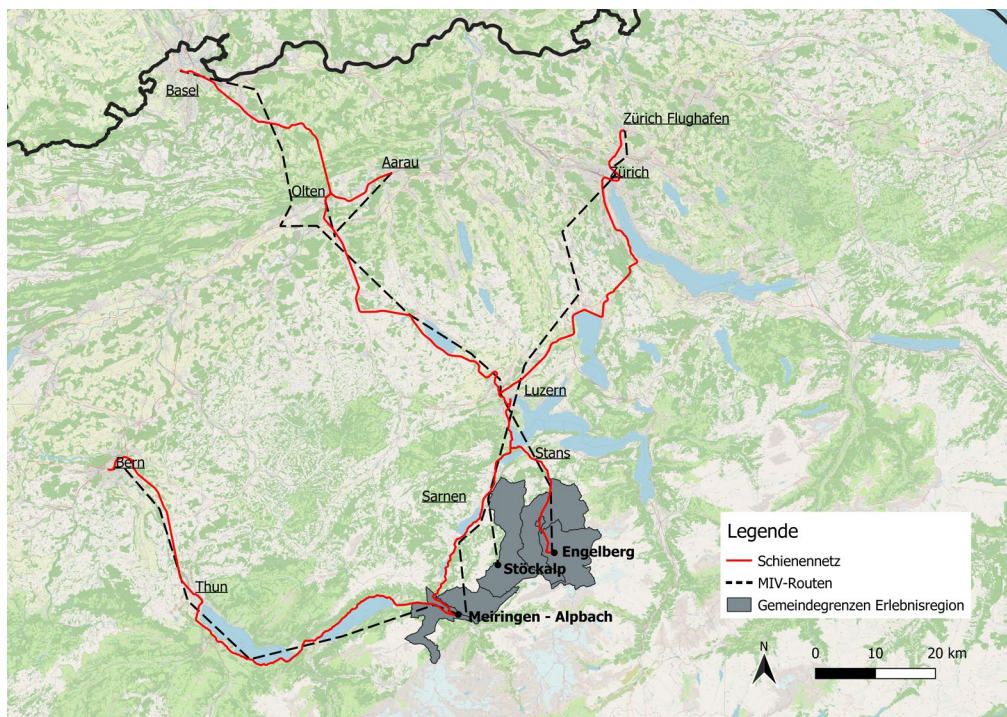 Basel
Zürich Flughafen
Aarau
Zürich
Olten
Luzern
Stans
Bern
Sarnen
Engelberg
Stöckalp
Thun
Meiringen - Alpbach
Legende
Schienennetz
MIV-Routen
Gemeindegrenzen Erlebnisregion
N
0 10 20 km